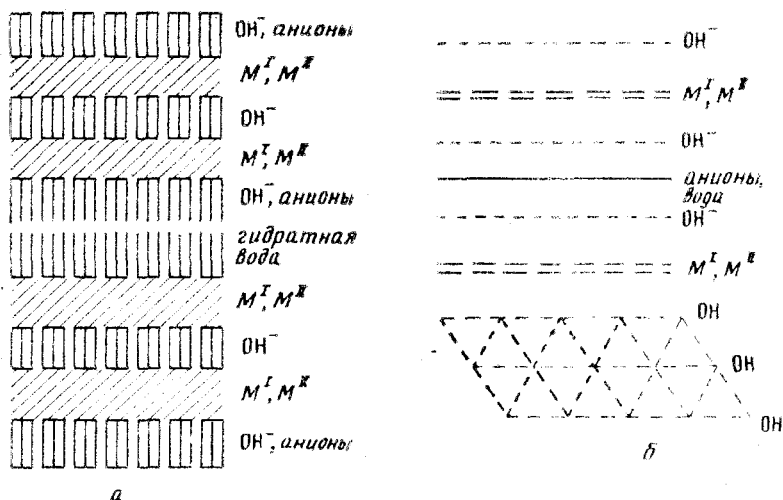 OH⁻, анионы
M^I, M^II
OH⁻
M^I, M^II
OH⁻, анионы
гидратная
вода
M^I, M^II
OH⁻
M^I, M^II
OH⁻, анионы
а
OH⁻
M^I, M^II
OH⁻
анионы,
вода
OH⁻
M^I, M^II
OH
OH
OH
б